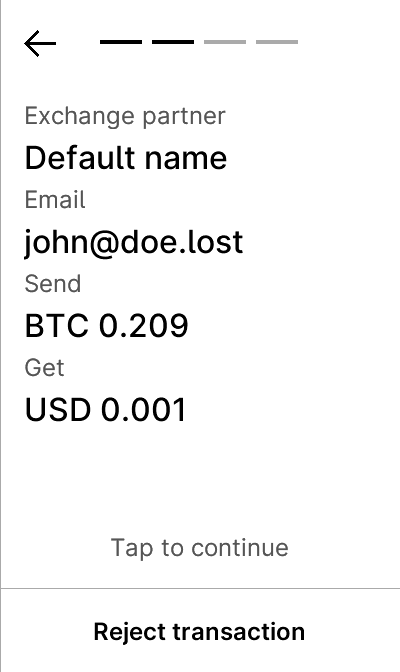 Exchange partner
Default name
Email
john@doe.lost
Send
BTC 0.209
Get
USD 0.001
Tap to continue
Reject transaction